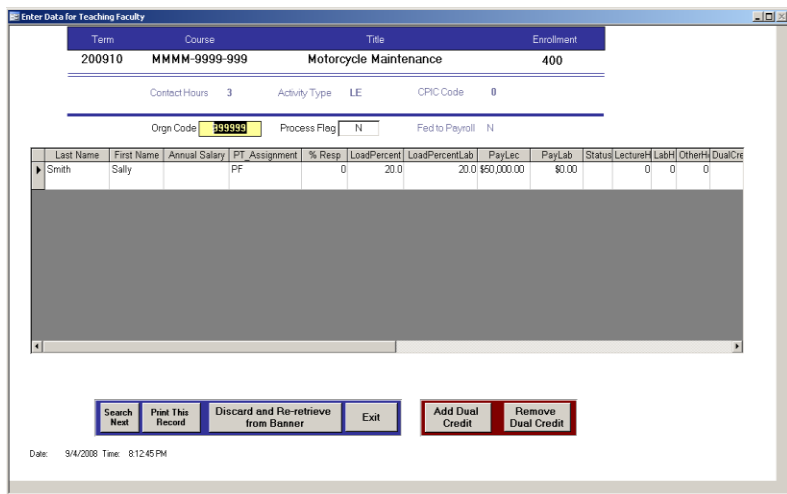 Enter Data for Teaching Faculty
Term Course Title Enrollment
200910 MMMM-9999-999 Motorcycle Maintenance 400
Contact Hours 3 Activity Type LE CPIC Code 0
Orgn Code 999999 Process Flag N Fed to Payroll N
Last Name First Name Annual Salary PT_Assignment % Resp LoadPercent LoadPercentLab PayLec PayLab Status LectureH LabH OtherH DualCre
Smith Sally PF 0 20.0 20.0 $50,000.00 $0.00 0 0 0
Search Next Print This Record Discard and Re-retrieve from Banner Exit Add Dual Credit Remove Dual Credit
Date: 9/4/2008 Time: 8:12:45 PM